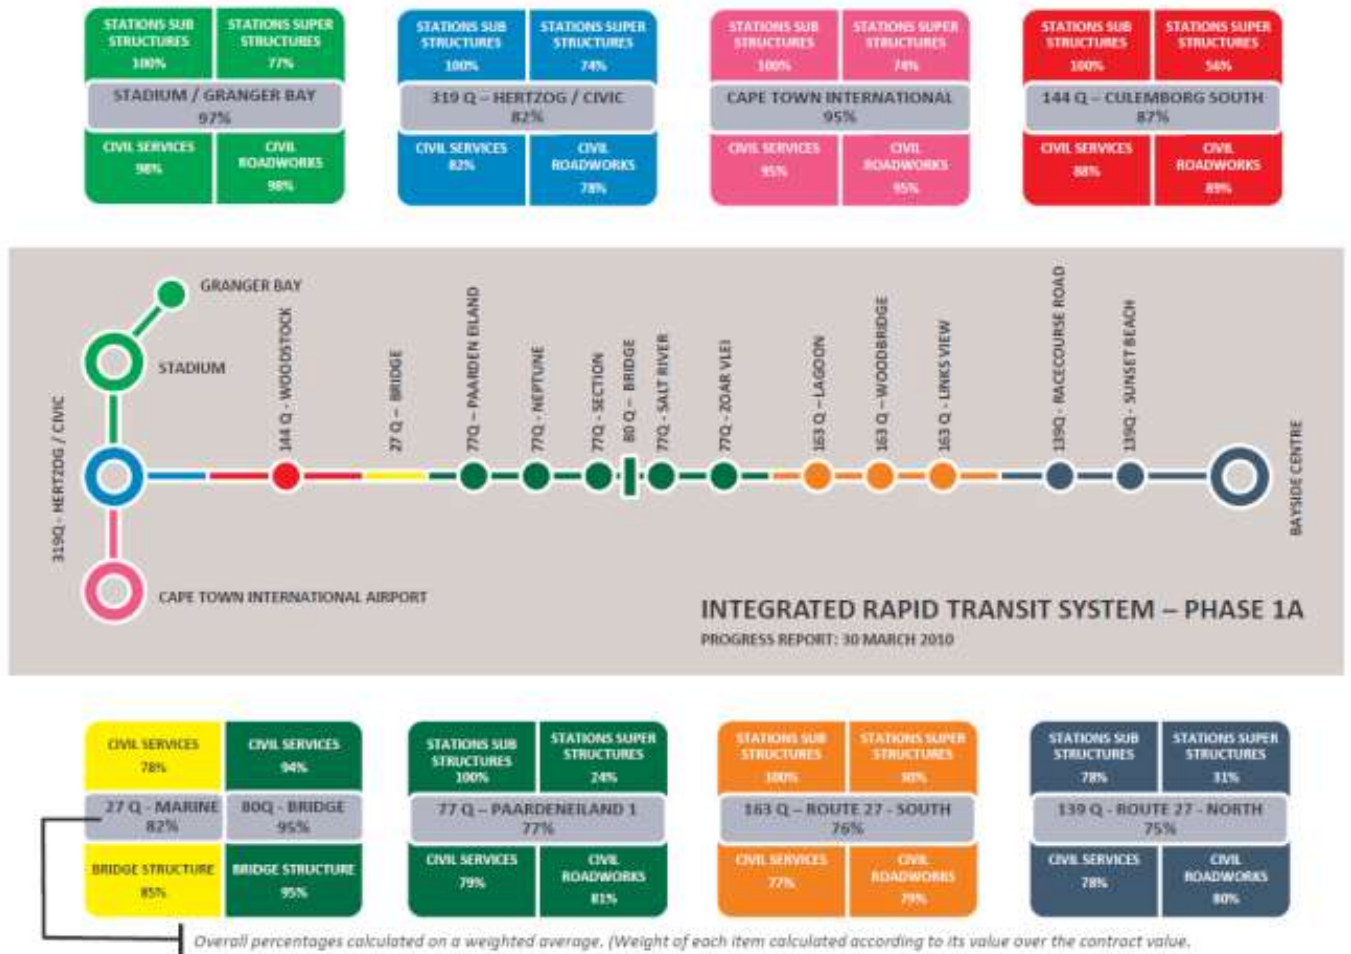 STATIONS SUB
STRUCTURES
100%
STATIONS SUPER
STRUCTURES
77%
STADIUM / GRANGER BAY
97%
CIVIL SERVICES
98%
CIVIL
ROADWORKS
98%
STATIONS SUB
STRUCTURES
100%
STATIONS SUPER
STRUCTURES
74%
319 Q – HERTZOG / CIVIC
82%
CIVIL SERVICES
82%
CIVIL
ROADWORKS
78%
STATIONS SUB
STRUCTURES
100%
STATIONS SUPER
STRUCTURES
74%
CAPE TOWN INTERNATIONAL
95%
CIVIL SERVICES
95%
CIVIL
ROADWORKS
95%
STATIONS SUB
STRUCTURES
100%
STATIONS SUPER
STRUCTURES
56%
144 Q – CULEMBORG SOUTH
87%
CIVIL SERVICES
88%
CIVIL
ROADWORKS
89%
GRANGER BAY
STADIUM
319Q - HERTZOG / CIVIC
CAPE TOWN INTERNATIONAL AIRPORT
144 Q - WOODSTOCK
27 Q – BRIDGE
77Q – PAARDEN EILAND
77Q - NEPTUNE
77Q - SECTION
80 Q – BRIDGE
77Q - SALT RIVER
77Q - ZOAR VLEI
163 Q – LAGOON
163 Q – WOODBRIDGE
163 Q - LINKS VIEW
139Q - RACECOURSE ROAD
139Q - SUNSET BEACH
BAYSIDE CENTRE
INTEGRATED RAPID TRANSIT SYSTEM – PHASE 1A
PROGRESS REPORT: 30 MARCH 2010
CIVIL SERVICES
78%
27 Q - MARINE
82%
BRIDGE STRUCTURE
85%
CIVIL SERVICES
94%
80Q - BRIDGE
95%
BRIDGE STRUCTURE
95%
STATIONS SUB
STRUCTURES
100%
STATIONS SUPER
STRUCTURES
24%
77 Q – PAARDENEILAND 1
77%
CIVIL SERVICES
79%
CIVIL
ROADWORKS
81%
STATIONS SUB
STRUCTURES
100%
STATIONS SUPER
STRUCTURES
30%
163 Q – ROUTE 27 - SOUTH
76%
CIVIL SERVICES
77%
CIVIL
ROADWORKS
79%
STATIONS SUB
STRUCTURES
78%
STATIONS SUPER
STRUCTURES
31%
139 Q - ROUTE 27 - NORTH
75%
CIVIL SERVICES
78%
CIVIL
ROADWORKS
80%
Overall percentages calculated on a weighted average. (Weight of each item calculated according to its value over the contract value.